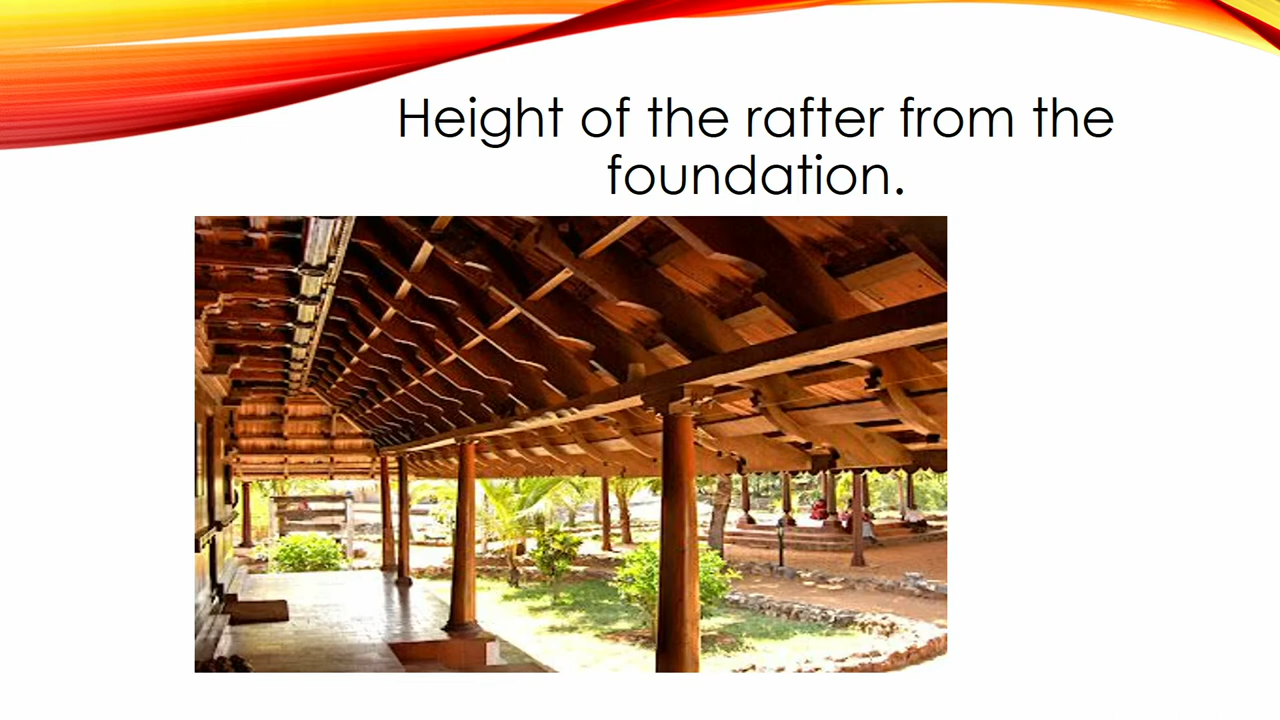 Height of the rafter from the
foundation.